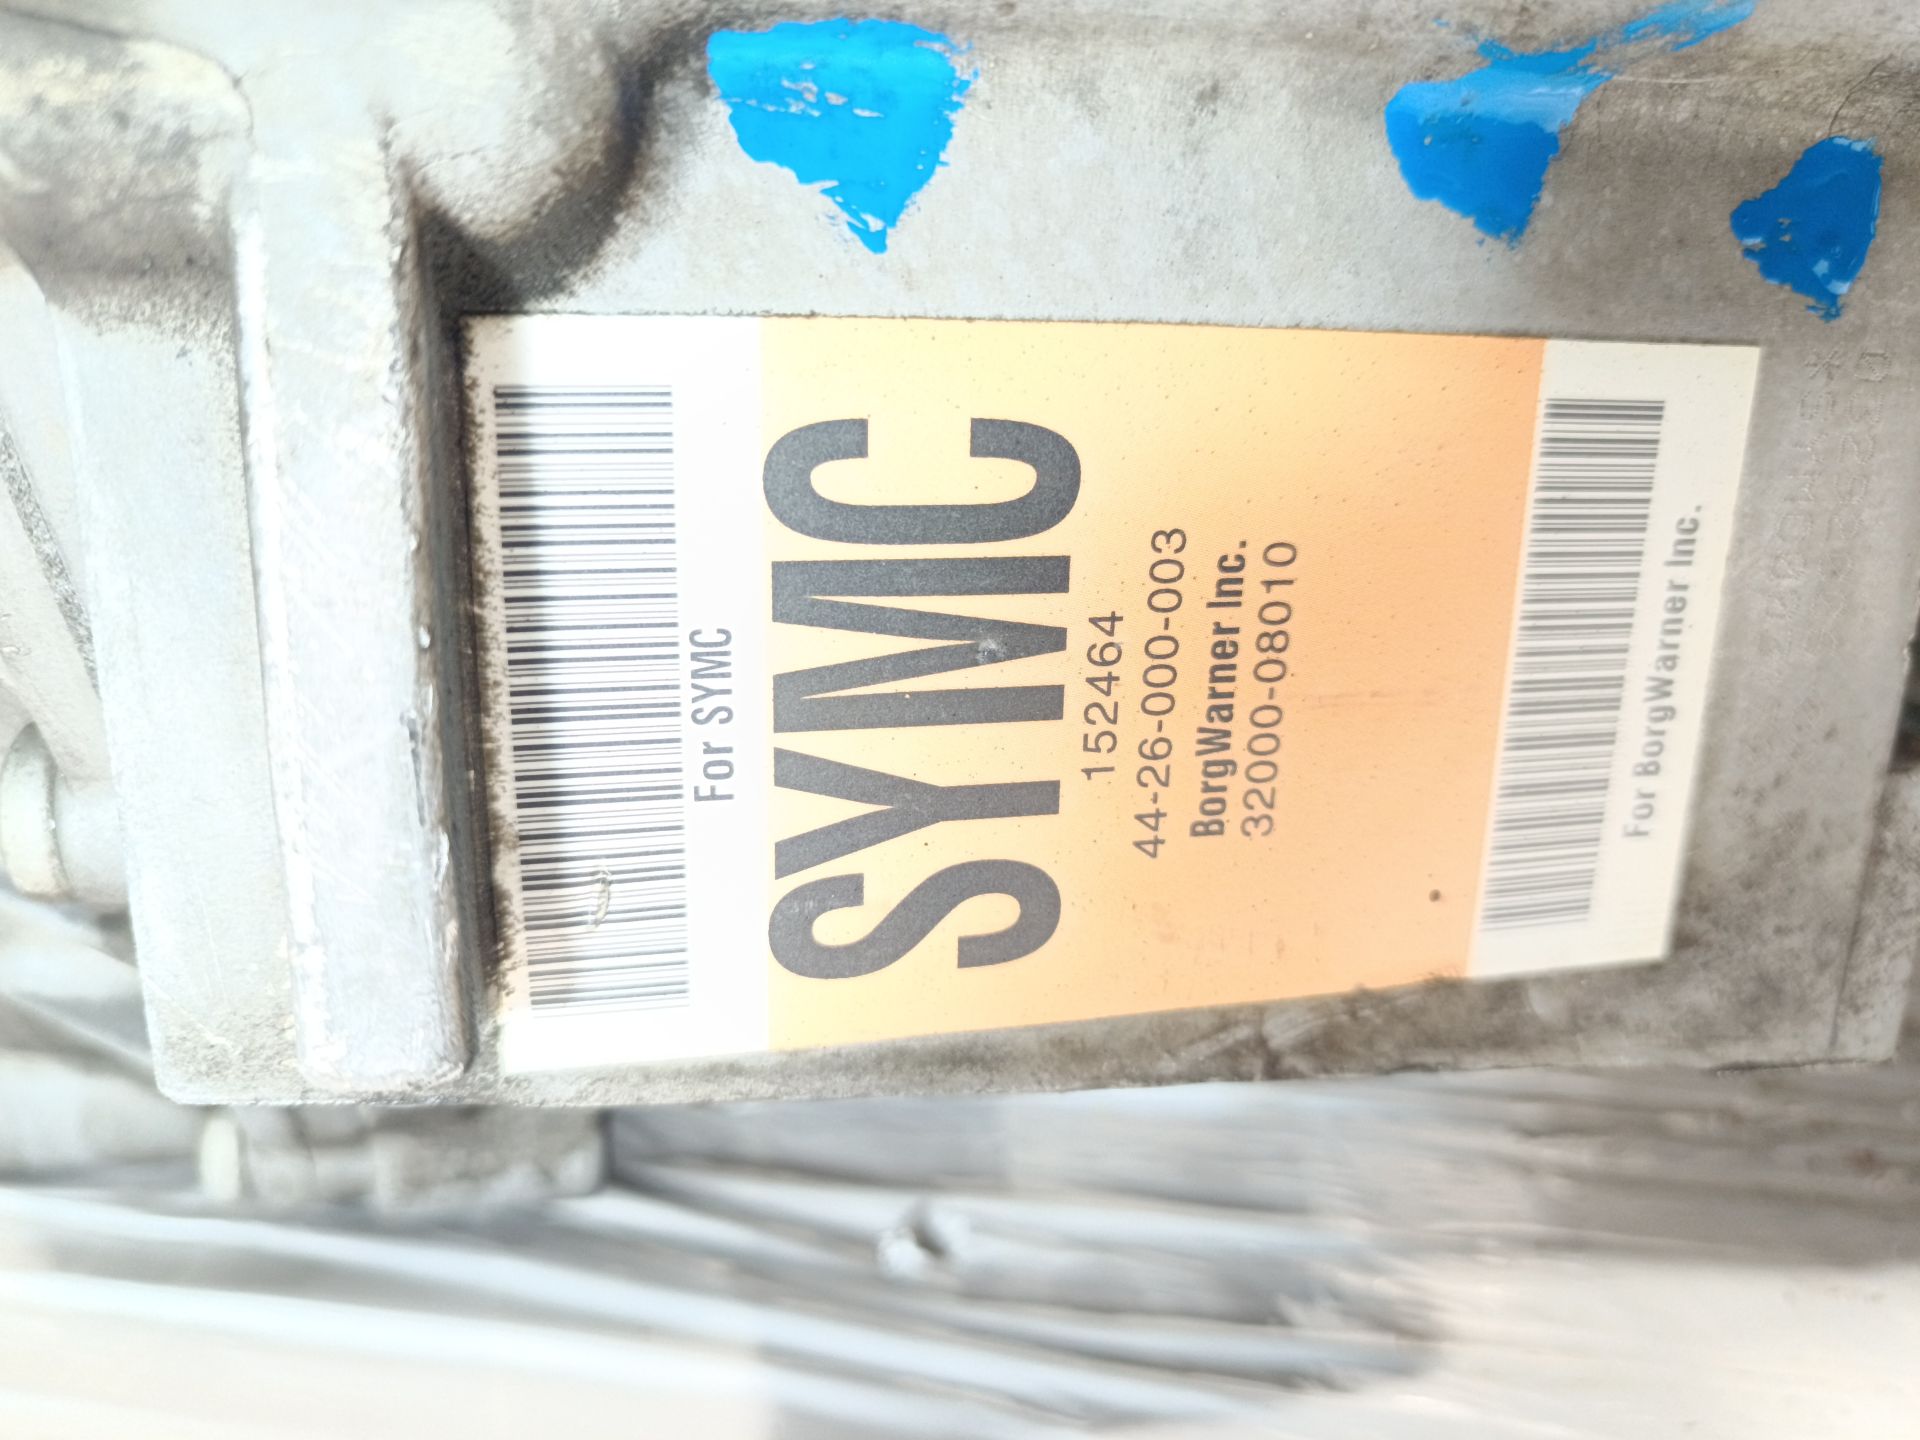 For SYMC
SYMC
152464
44-26-000-003
BorgWarner Inc.
32000-08010
For BorgWarner Inc.